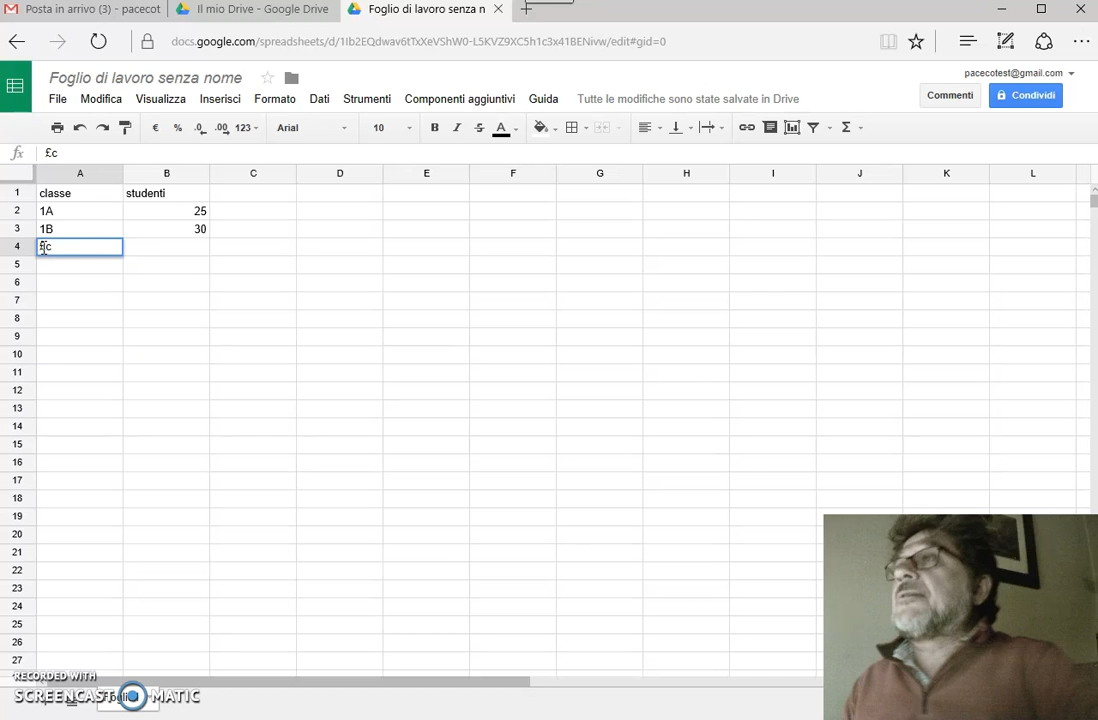 Posta in arrivo (3) - pacecot
Il mio Drive - Google Drive
Foglio di lavoro senza n
docs.google.com/spreadsheets/d/1Ib2EQdwav6tTxXeVShW0-L5KVZ9XC5h1c3x41BENivw/edit#gid=0
Foglio di lavoro senza nome
pacecotest@gmail.com
File Modifica Visualizza Inserisci Formato Dati Strumenti Componenti aggiuntivi Guida Tutte le modifiche sono state salvate in Drive
Commenti Condividi
€ % .0 .00 123 Arial 10 B I S A Σ
fx £c
A B C D E F G H I J K L
1 classe studenti
2 1A 25
3 1B 30
4 £c
5
6
7
8
9
10
11
12
13
14
15
16
17
18
19
20
21
22
23
24
25
26
27
RECORDED WITH
SCREENCAST MATIC